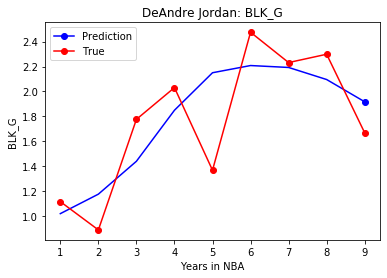 DeAndre Jordan: BLK_G
Prediction
True
BLK_G
2.4
2.2
2.0
1.8
1.6
1.4
1.2
1.0
1 2 3 4 5 6 7 8 9
Years in NBA